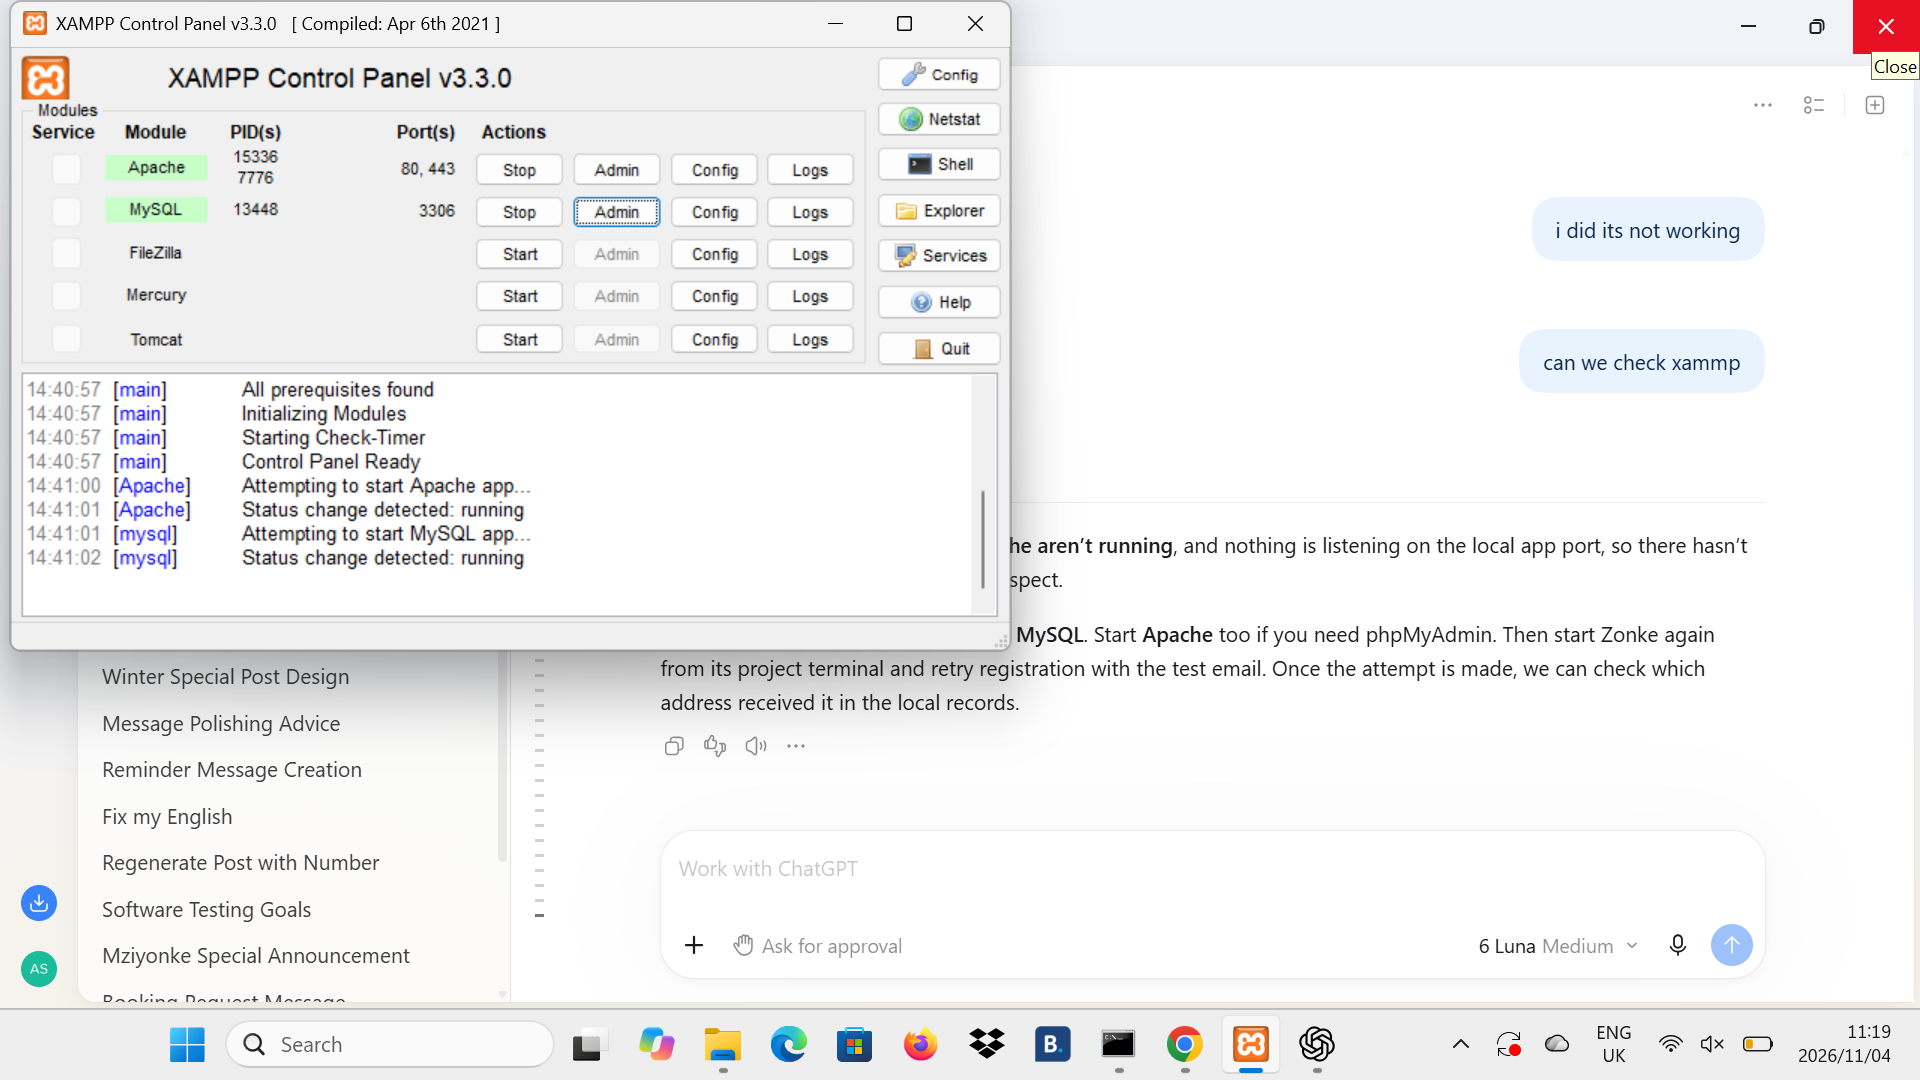 XAMPP Control Panel v3.3.0 [ Compiled: Apr 6th 2021 ]
XAMPP Control Panel v3.3.0
Modules
Service Module PID(s) Port(s) Actions
Apache 15336 7776 80, 443 Stop Admin Config Logs
MySQL 13448 3306 Stop Admin Config Logs
FileZilla Start Admin Config Logs
Mercury Start Admin Config Logs
Tomcat Start Admin Config Logs
Config
Netstat
Shell
Explorer
Services
Help
Quit
14:40:57 [main] All prerequisites found
14:40:57 [main] Initializing Modules
14:40:57 [main] Starting Check-Timer
14:40:57 [main] Control Panel Ready
14:41:00 [Apache] Attempting to start Apache app...
14:41:01 [Apache] Status change detected: running
14:41:01 [mysql] Attempting to start MySQL app...
14:41:02 [mysql] Status change detected: running
Close
i did its not working
can we check xammp
he aren’t running, and nothing is listening on the local app port, so there hasn’t
spect.
MySQL. Start Apache too if you need phpMyAdmin. Then start Zonke again
from its project terminal and retry registration with the test email. Once the attempt is made, we can check which
address received it in the local records.
Winter Special Post Design
Message Polishing Advice
Reminder Message Creation
Fix my English
Regenerate Post with Number
Software Testing Goals
Mziyonke Special Announcement
Booking Request Message
AS
Work with ChatGPT
Ask for approval
6 Luna Medium
Search
B.
ENG
UK
11:19
2026/11/04